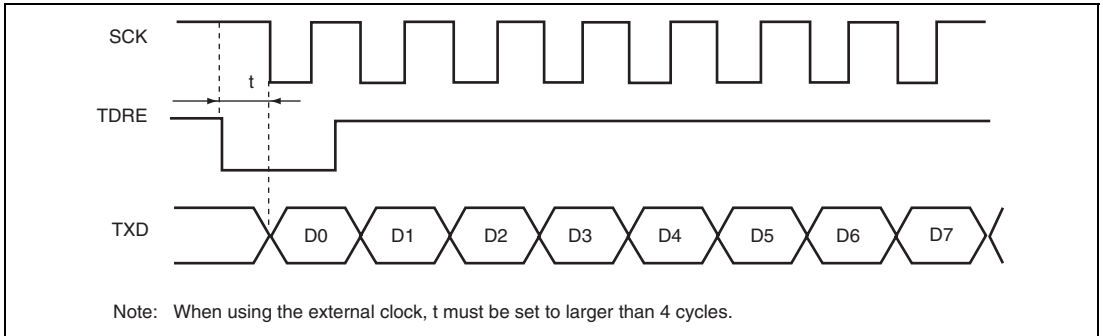 SCK
t
TDRE
TXD D0 D1 D2 D3 D4 D5 D6 D7
Note: When using the external clock, t must be set to larger than 4 cycles.